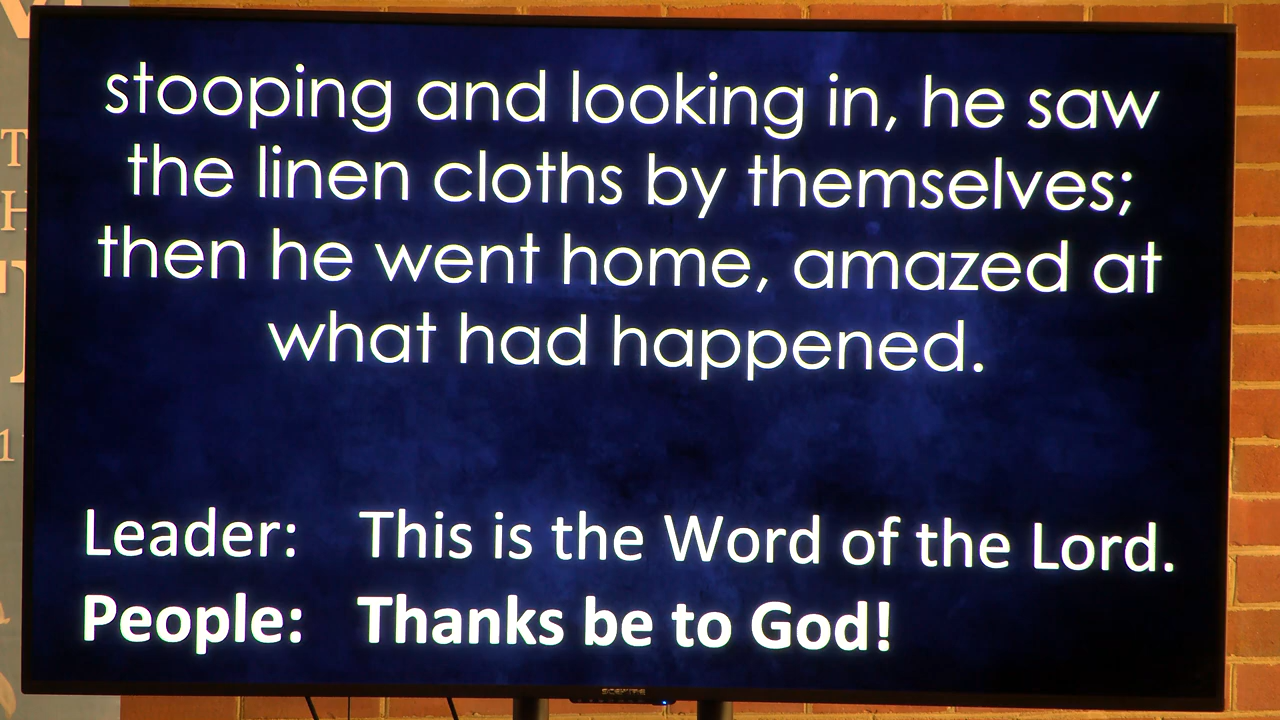 stooping and looking in, he saw
the linen cloths by themselves;
then he went home, amazed at
what had happened.
Leader: This is the Word of the Lord.
People: Thanks be to God!
SCEPTRE